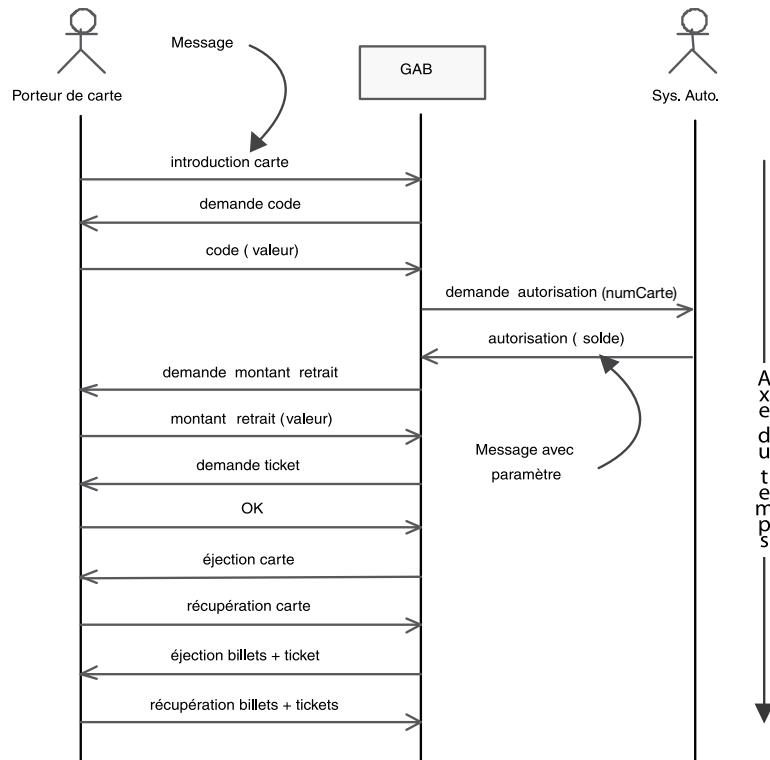 Message
GAB
Porteur de carte
Sys. Auto.
introduction carte
demande code
code ( valeur)
demande autorisation (numCarte)
autorisation ( solde)
demande montant retrait
montant retrait (valeur)
Message avec
paramètre
demande ticket
OK
éjection carte
récupération carte
éjection billets + ticket
récupération billets + tickets
Axe du temps